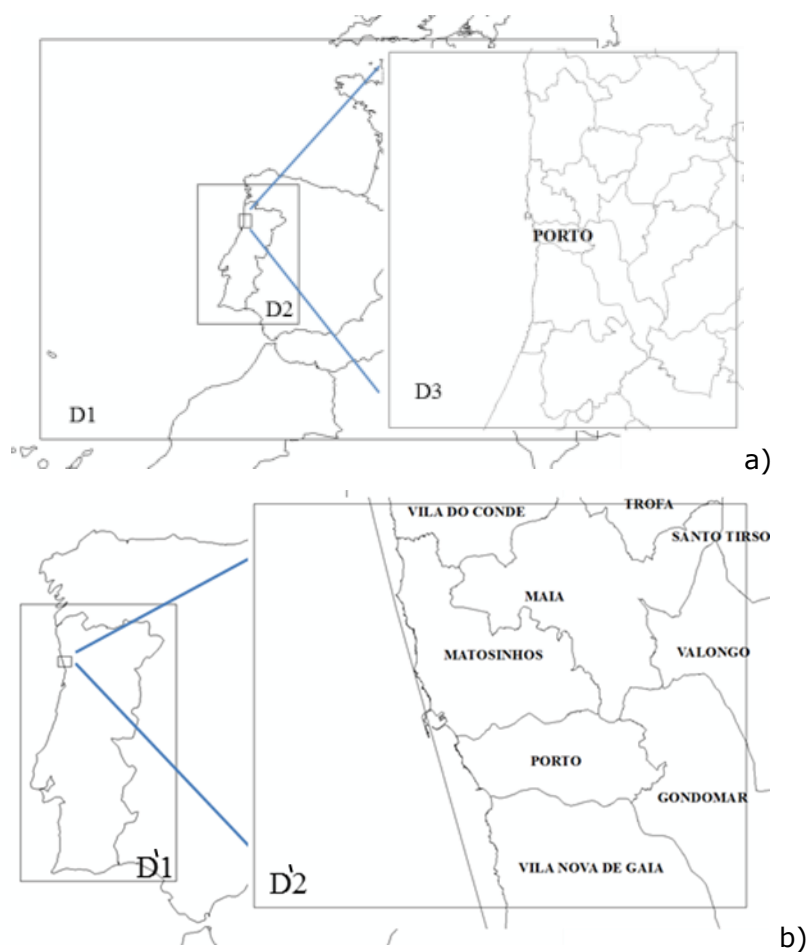 PORTO
D2
D3
D1
a)
VILA DO CONDE
TROFA
SANTO TIRSO
MAIA
MATOSINHOS
VALONGO
PORTO
GONDOMAR
D'1
D'2
VILA NOVA DE GAIA
b)